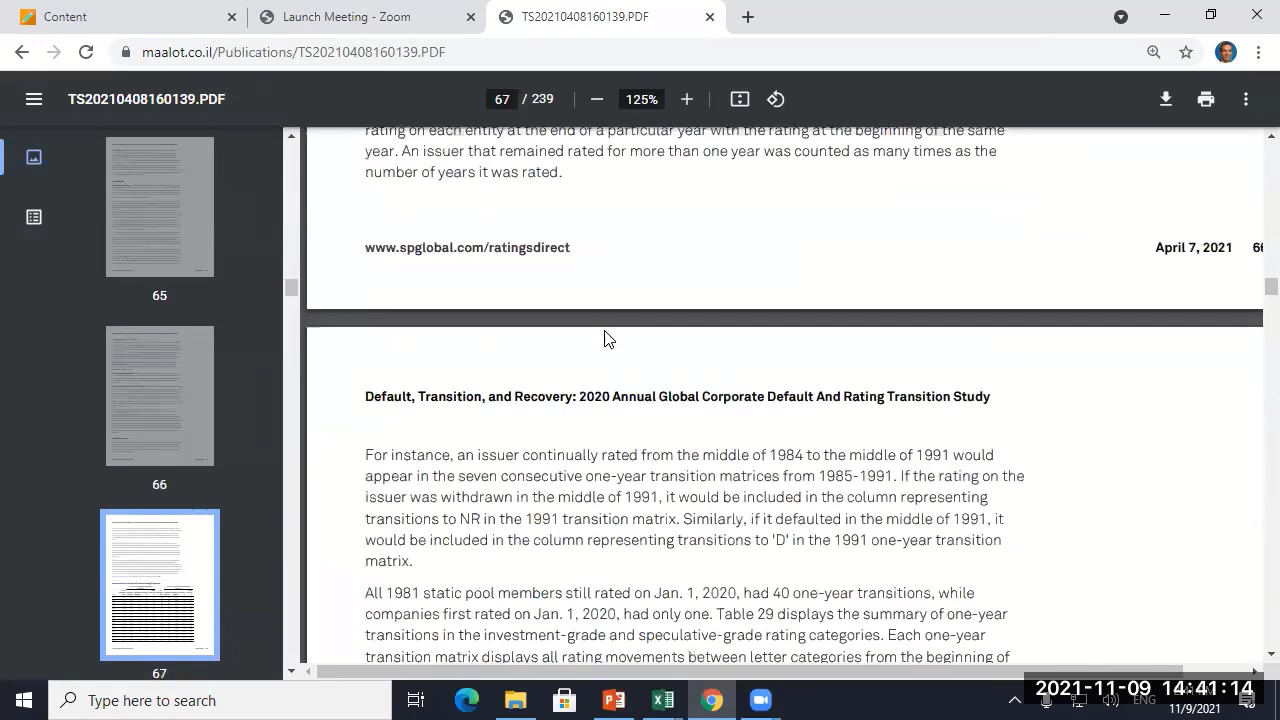 Content
Launch Meeting - Zoom
TS20210408160139.PDF
maalot.co.il/Publications/TS20210408160139.PDF
TS20210408160139.PDF
67 / 239
125%
65
66
67
rating on each entity at the end of a particular year with the rating at the beginning of the same
year. An issuer that remained rated for more than one year was counted as many times as the
number of years it was rated.
www.spglobal.com/ratingsdirect
April 7, 2021 66
Default, Transition, and Recovery: 2020 Annual Global Corporate Default And Rating Transition Study
For instance, an issuer continually rated from the middle of 1984 to the middle of 1991 would
appear in the seven consecutive one-year transition matrices from 1985-1991. If the rating on the
issuer was withdrawn in the middle of 1991, it would be included in the column representing
transitions to NR in the 1991 transition matrix. Similarly, if it defaulted in the middle of 1991, it
would be included in the column representing transitions to 'D' in the 1991 one-year transition
matrix.
All 1981 static pool members still rated on Jan. 1, 2020, had 40 one-year transitions, while
companies first rated on Jan. 1, 2020, had only one. Table 29 displays the summary of one-year
transitions in the investment-grade and speculative-grade rating categories. Each one-year
transition matrix displays all rating movements between letter categories from the beginning of
Type here to search
2021-11-09 14:41:14
ENG
11/9/2021